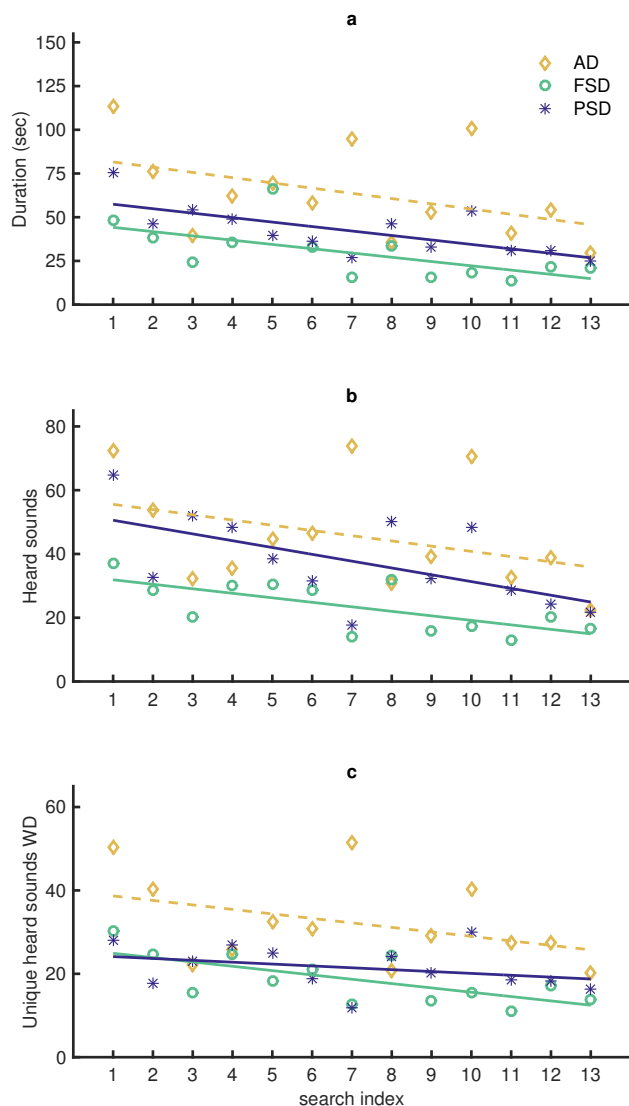 a
150
125
100
75
50
25
0
Duration (sec)
AD
FSD
PSD
1 2 3 4 5 6 7 8 9 10 11 12 13
b
80
60
40
20
0
Heard sounds
1 2 3 4 5 6 7 8 9 10 11 12 13
c
60
40
20
0
Unique heard sounds WD
1 2 3 4 5 6 7 8 9 10 11 12 13
search index